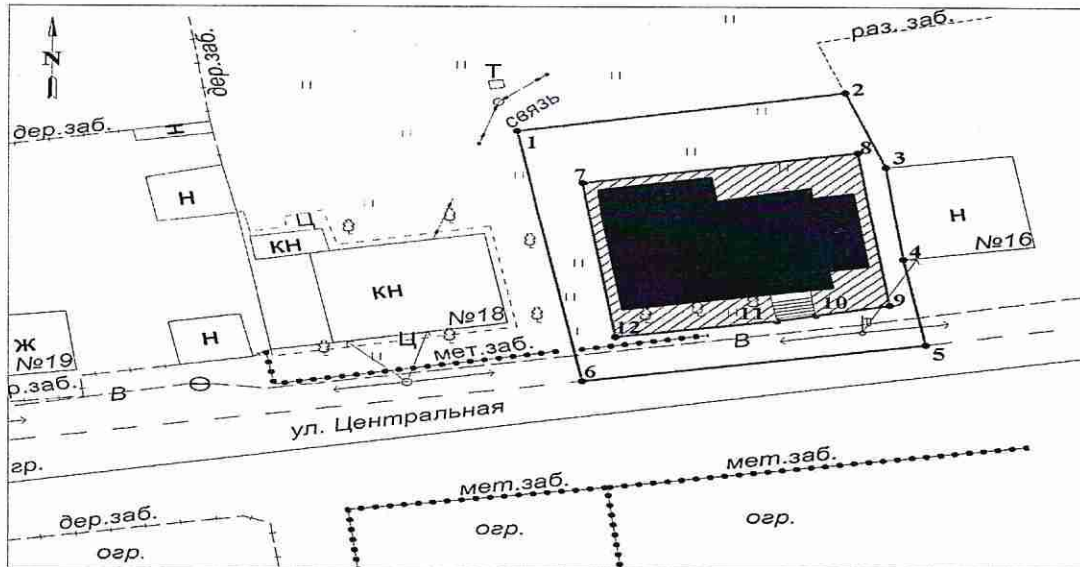 N
дер.заб.
раз. заб.
Т
связь
1
2
дер.заб.
Н
3
7
8
Н
Н
Ц
КН
КН
№16
4
№18
9
10
11
12
Ж
№19
Н
Ц
мет.заб.
В
5
р.заб.
В
6
ул. Центральная
гр.
мет.заб.
мет.заб.
дер.заб.
огр.
огр.
огр.